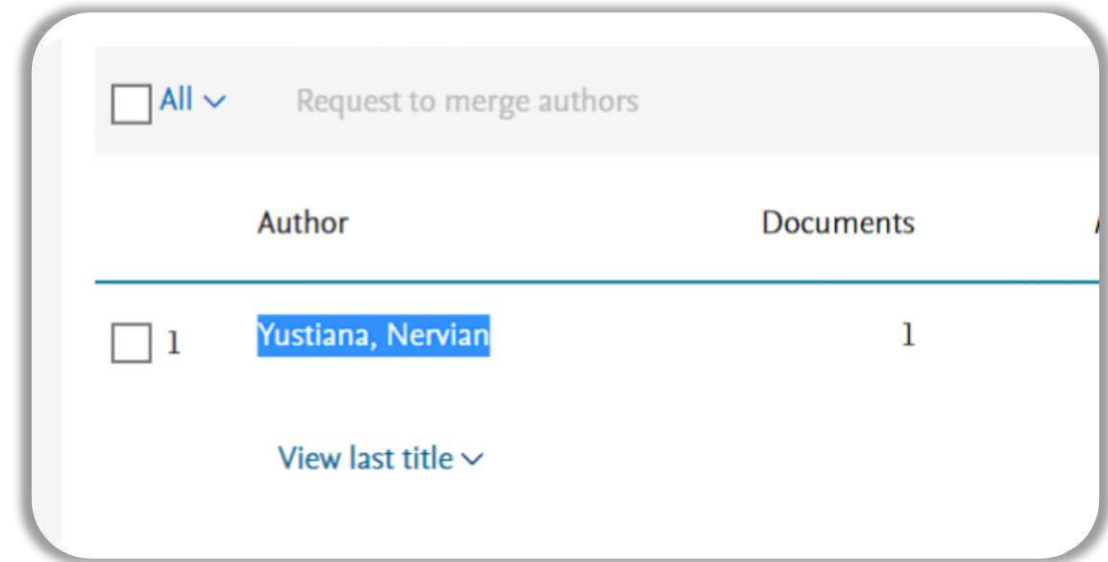 All Request to merge authors
Author Documents
1 Yustiana, Nervian 1
View last title